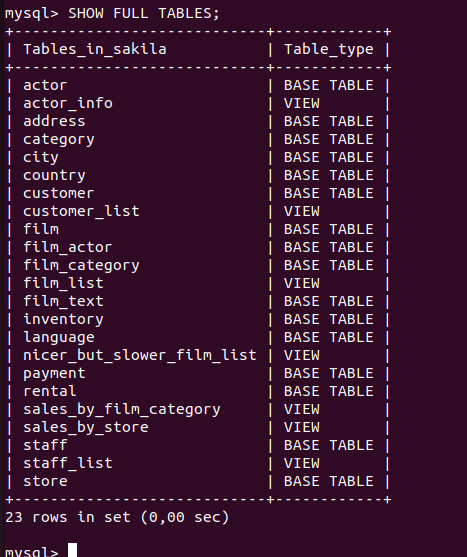 mysql> SHOW FULL TABLES;
+----------------------------+------------+
| Tables_in_sakila           | Table_type |
+----------------------------+------------+
| actor                      | BASE TABLE |
| actor_info                 | VIEW       |
| address                    | BASE TABLE |
| category                   | BASE TABLE |
| city                       | BASE TABLE |
| country                    | BASE TABLE |
| customer                   | BASE TABLE |
| customer_list              | VIEW       |
| film                       | BASE TABLE |
| film_actor                 | BASE TABLE |
| film_category              | BASE TABLE |
| film_list                  | VIEW       |
| film_text                  | BASE TABLE |
| inventory                  | BASE TABLE |
| language                   | BASE TABLE |
| nicer_but_slower_film_list | VIEW       |
| payment                    | BASE TABLE |
| rental                     | BASE TABLE |
| sales_by_film_category     | VIEW       |
| sales_by_store             | VIEW       |
| staff                      | BASE TABLE |
| staff_list                 | VIEW       |
| store                      | BASE TABLE |
+----------------------------+------------+
23 rows in set (0,00 sec)
mysql>